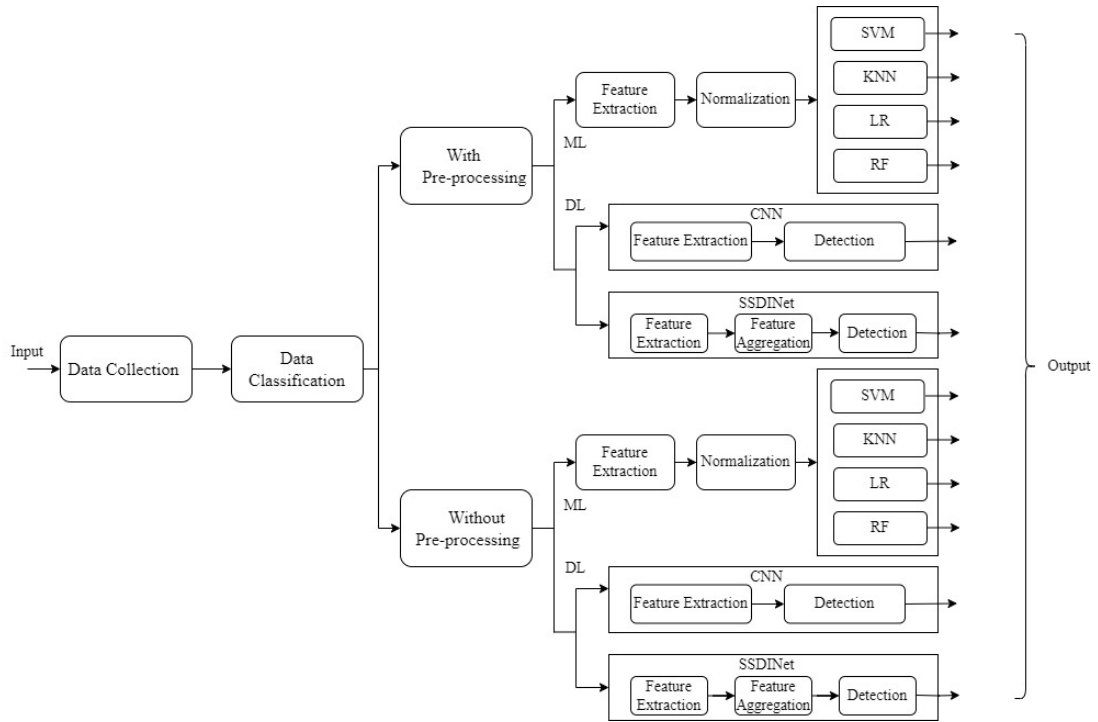 Input
Data Collection
Data
Classification
With
Pre-processing
ML
Feature
Extraction
Normalization
SVM
KNN
LR
RF
DL
CNN
Feature Extraction
Detection
SSDINet
Feature
Extraction
Feature
Aggregation
Detection
Without
Pre-processing
ML
Feature
Extraction
Normalization
SVM
KNN
LR
RF
DL
CNN
Feature Extraction
Detection
SSDINet
Feature
Extraction
Feature
Aggregation
Detection
Output